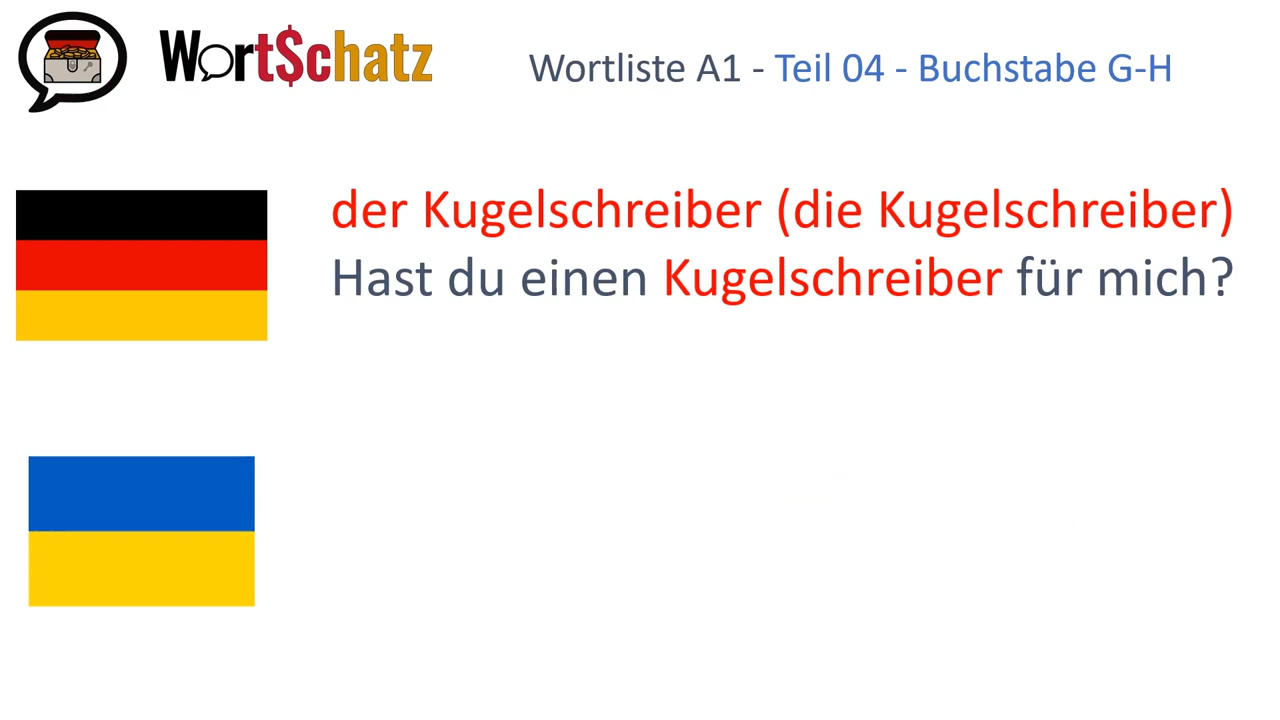 Wort$chatz
Wortliste A1 - Teil 04 - Buchstabe G-H
der Kugelschreiber (die Kugelschreiber)
Hast du einen Kugelschreiber für mich?